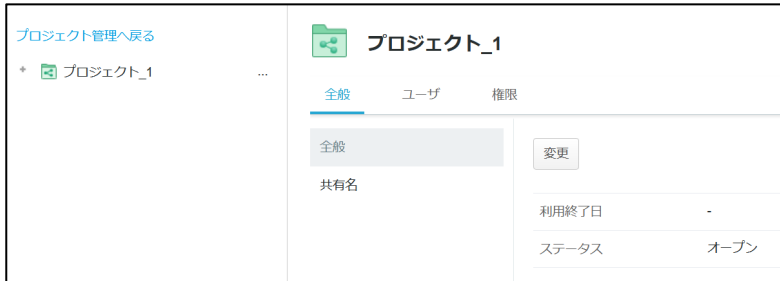 プロジェクト管理へ戻る
+ プロジェクト_1 ...
プロジェクト_1
全般 ユーザ 権限
全般
共有名
変更
利用終了日 -
ステータス オープン